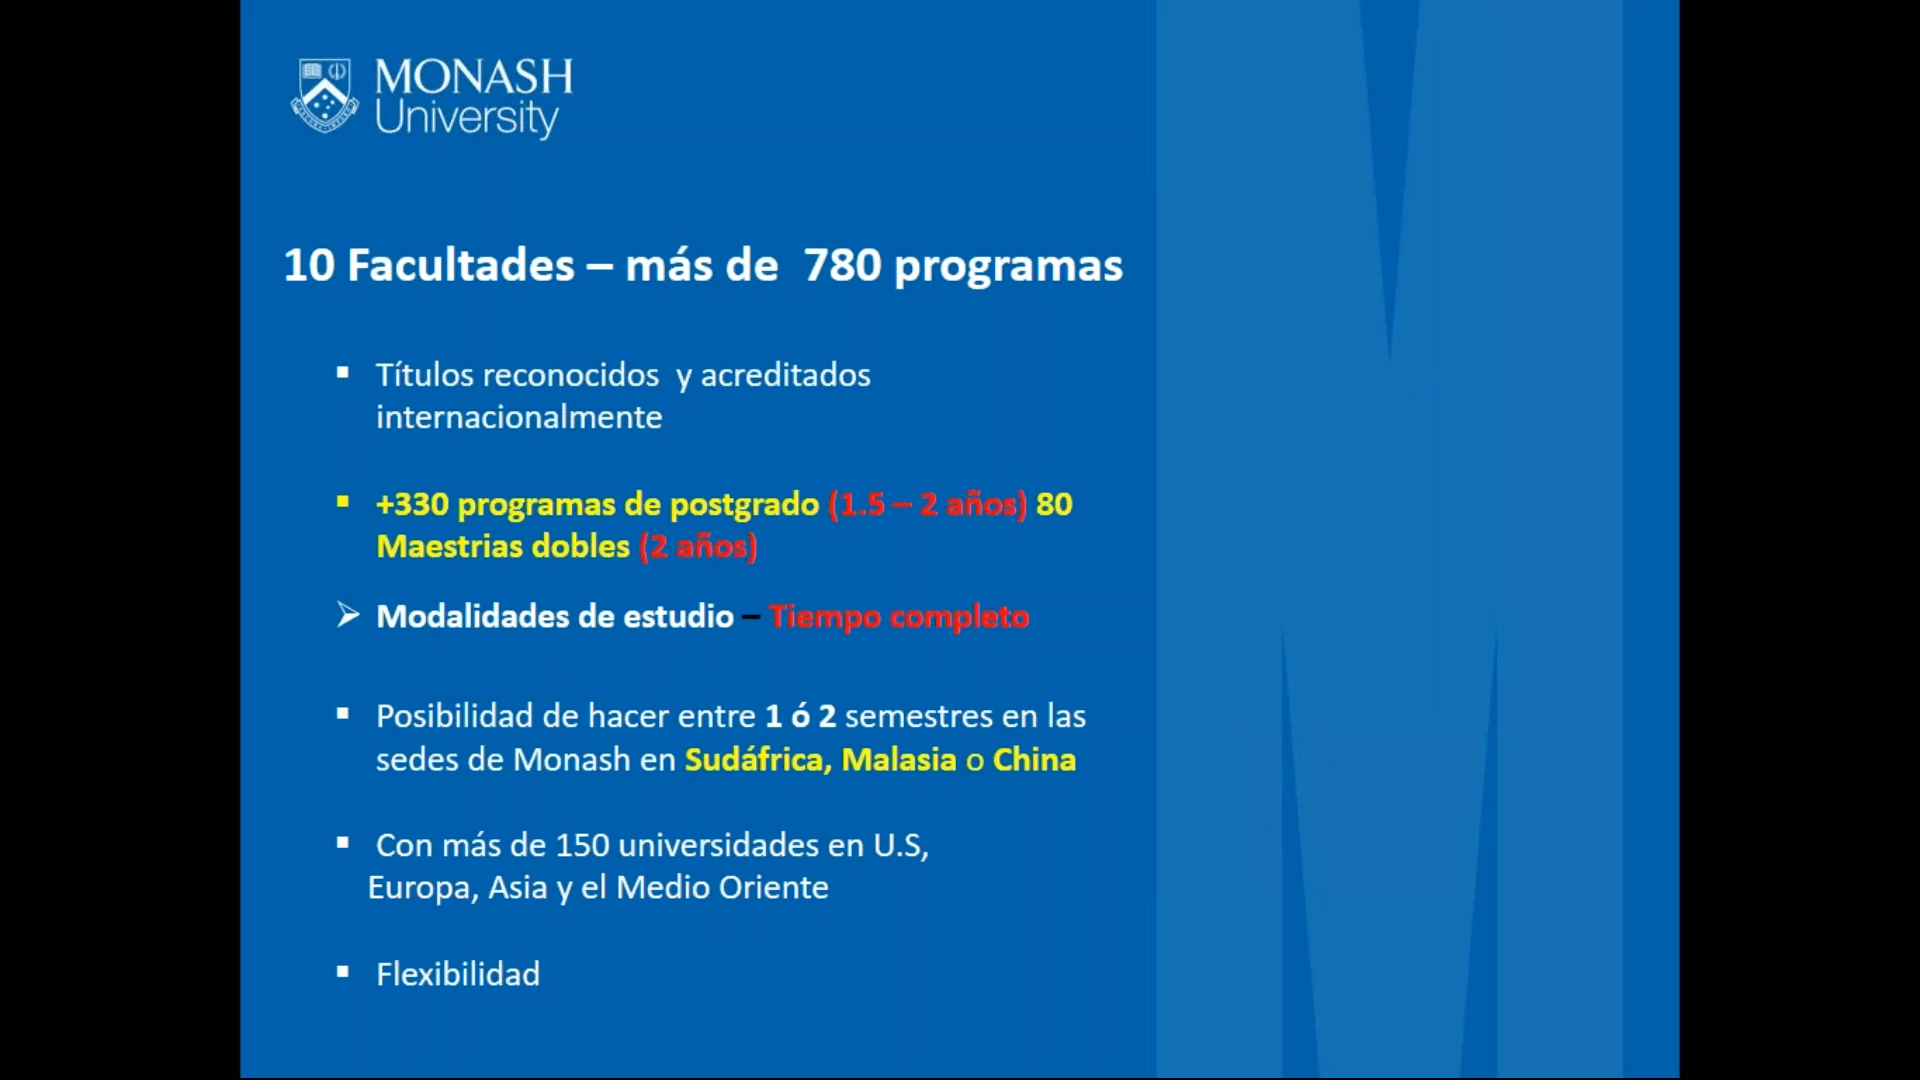 MONASH
University
10 Facultades – más de  780 programas
▪ Títulos reconocidos  y acreditados
internacionalmente
▪ +330 programas de postgrado (1.5 – 2 años) 80
Maestrias dobles (2 años)
➢ Modalidades de estudio – Tiempo completo
▪ Posibilidad de hacer entre 1 ó 2 semestres en las
sedes de Monash en Sudáfrica, Malasia o China
▪ Con más de 150 universidades en U.S,
Europa, Asia y el Medio Oriente
▪ Flexibilidad